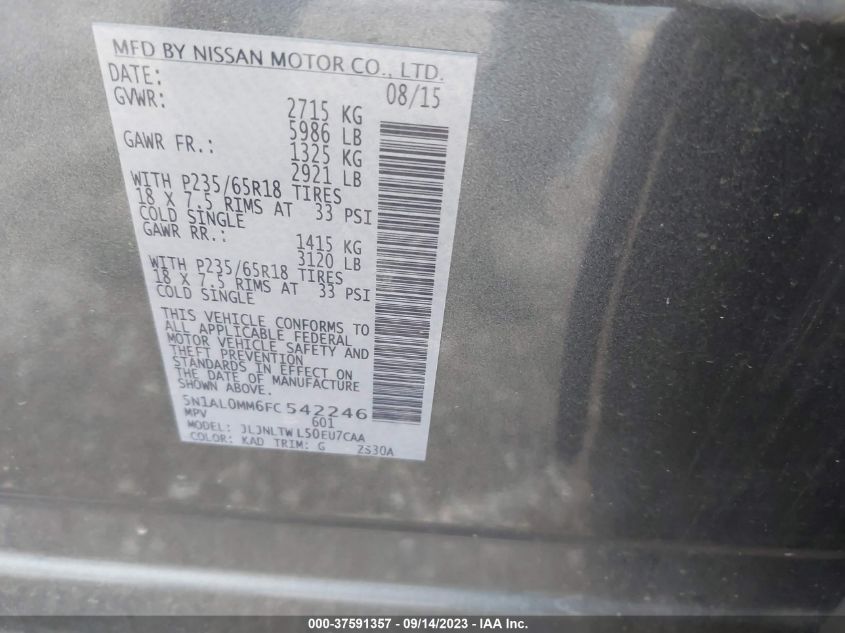 MFD BY NISSAN MOTOR CO., LTD.
DATE: 08/15
GVWR: 2715 KG
5986 LB
GAWR FR.: 1325 KG
2921 LB
WITH P235/65R18 TIRES
18 X 7.5 RIMS AT 33 PSI
COLD SINGLE
GAWR RR.: 1415 KG
3120 LB
WITH P235/65R18 TIRES
18 X 7.5 RIMS AT 33 PSI
COLD SINGLE
THIS VEHICLE CONFORMS TO
ALL APPLICABLE FEDERAL
MOTOR VEHICLE SAFETY AND
THEFT PREVENTION
STANDARDS IN EFFECT ON
THE DATE OF MANUFACTURE
SHOWN ABOVE.
5N1AL0MM6FC542246
MPV 601
MODEL: JLJNLTW L50EU7CAA
COLOR: KAD TRIM: G ZS30A
000-37591357 - 09/14/2023 - IAA Inc.